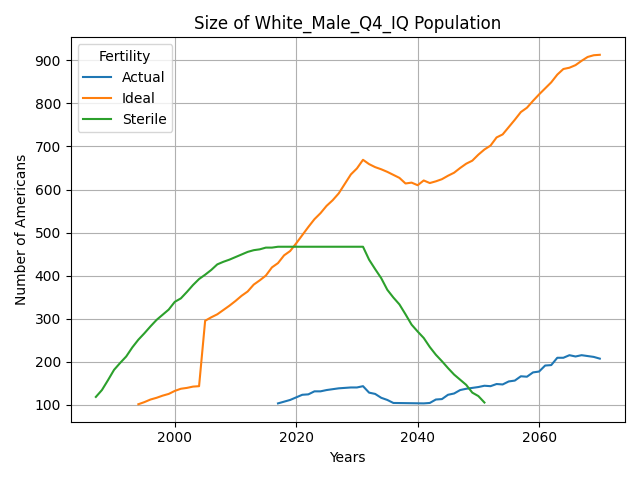 Size of White_Male_Q4_IQ Population
Number of Americans
900
800
700
600
500
400
300
200
100
Fertility
Actual
Ideal
Sterile
2000
2020
2040
2060
Years